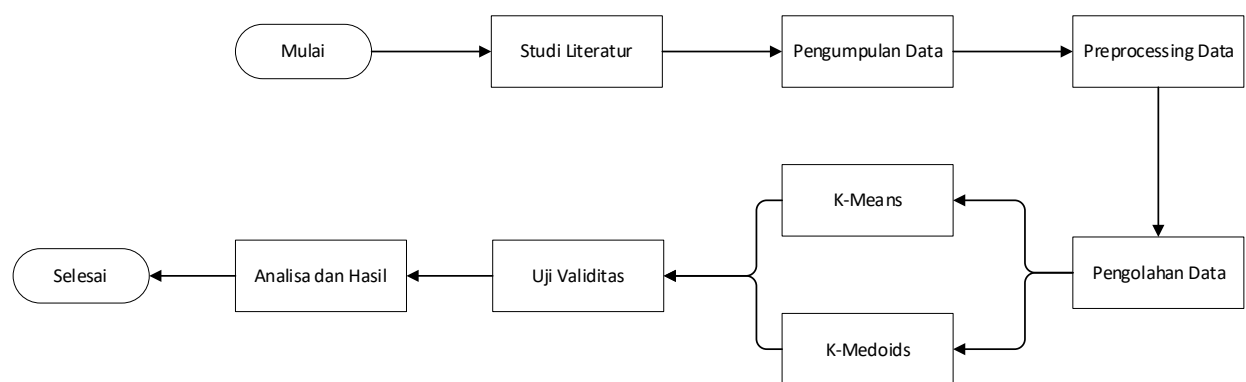 Mulai
Studi Literatur
Pengumpulan Data
Preprocessing Data
Pengolahan Data
K-Means
K-Medoids
Uji Validitas
Analisa dan Hasil
Selesai